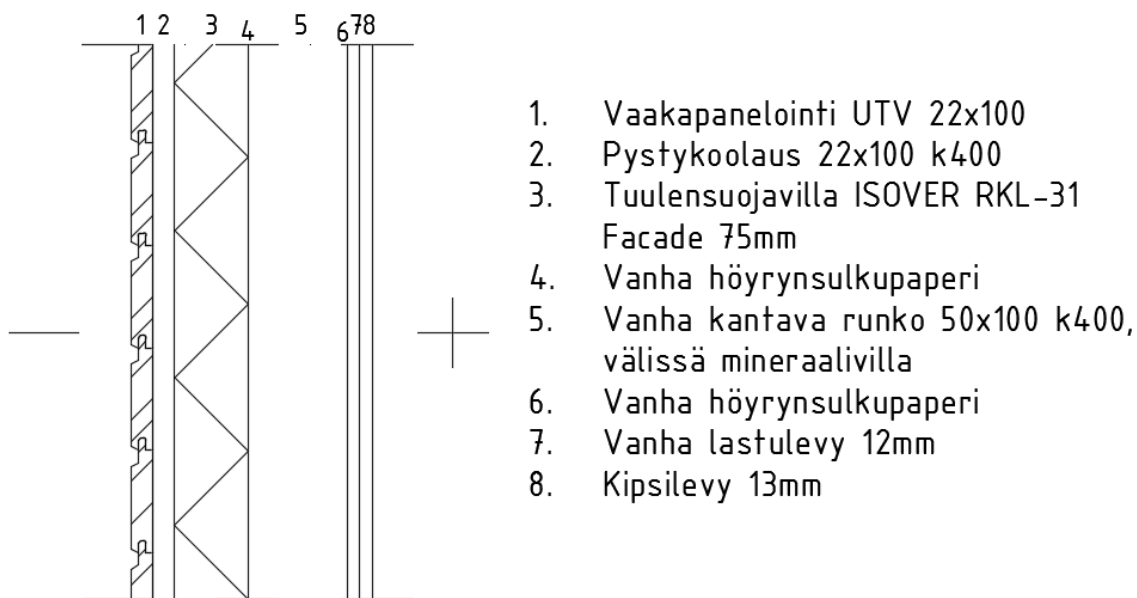 1 2 3 4 5 6 7 8
1. Vaakapanelointi UTV 22x100
2. Pystykoolaus 22x100 k400
3. Tuulensuojavilla ISOVER RKL-31
Facade 75mm
4. Vanha höyrynsulkupaperi
5. Vanha kantava runko 50x100 k400,
välissä mineraalivilla
6. Vanha höyrynsulkupaperi
7. Vanha lastulevy 12mm
8. Kipsilevy 13mm